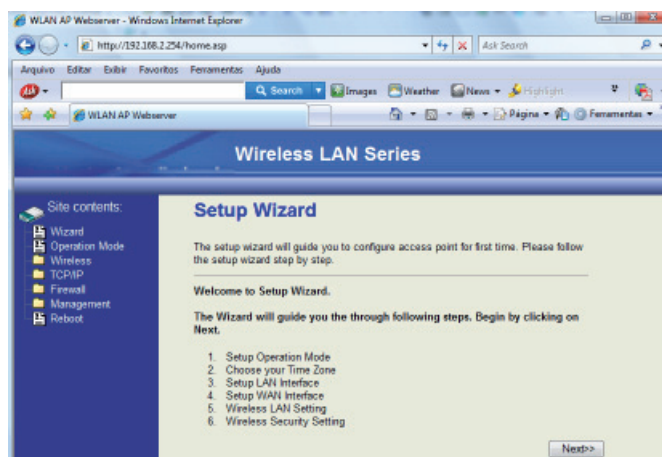 WLAN AP Webserver - Windows Internet Explorer
http://192.168.2.254/home.asp
Ask Search
Arquivo Editar Exibir Favoritos Ferramentas Ajuda
Search Images Weather News Highlight
WLAN AP Webserver
Página Ferramentas
Wireless LAN Series
Site contents:
Wizard
Operation Mode
Wireless
TCP/IP
Firewall
Management
Reboot
Setup Wizard
The setup wizard will guide you to configure access point for first time. Please follow
the setup wizard step by step.
Welcome to Setup Wizard.
The Wizard will guide you the through following steps. Begin by clicking on
Next.
1. Setup Operation Mode
2. Choose your Time Zone
3. Setup LAN Interface
4. Setup WAN Interface
5. Wireless LAN Setting
6. Wireless Security Setting
Next>>